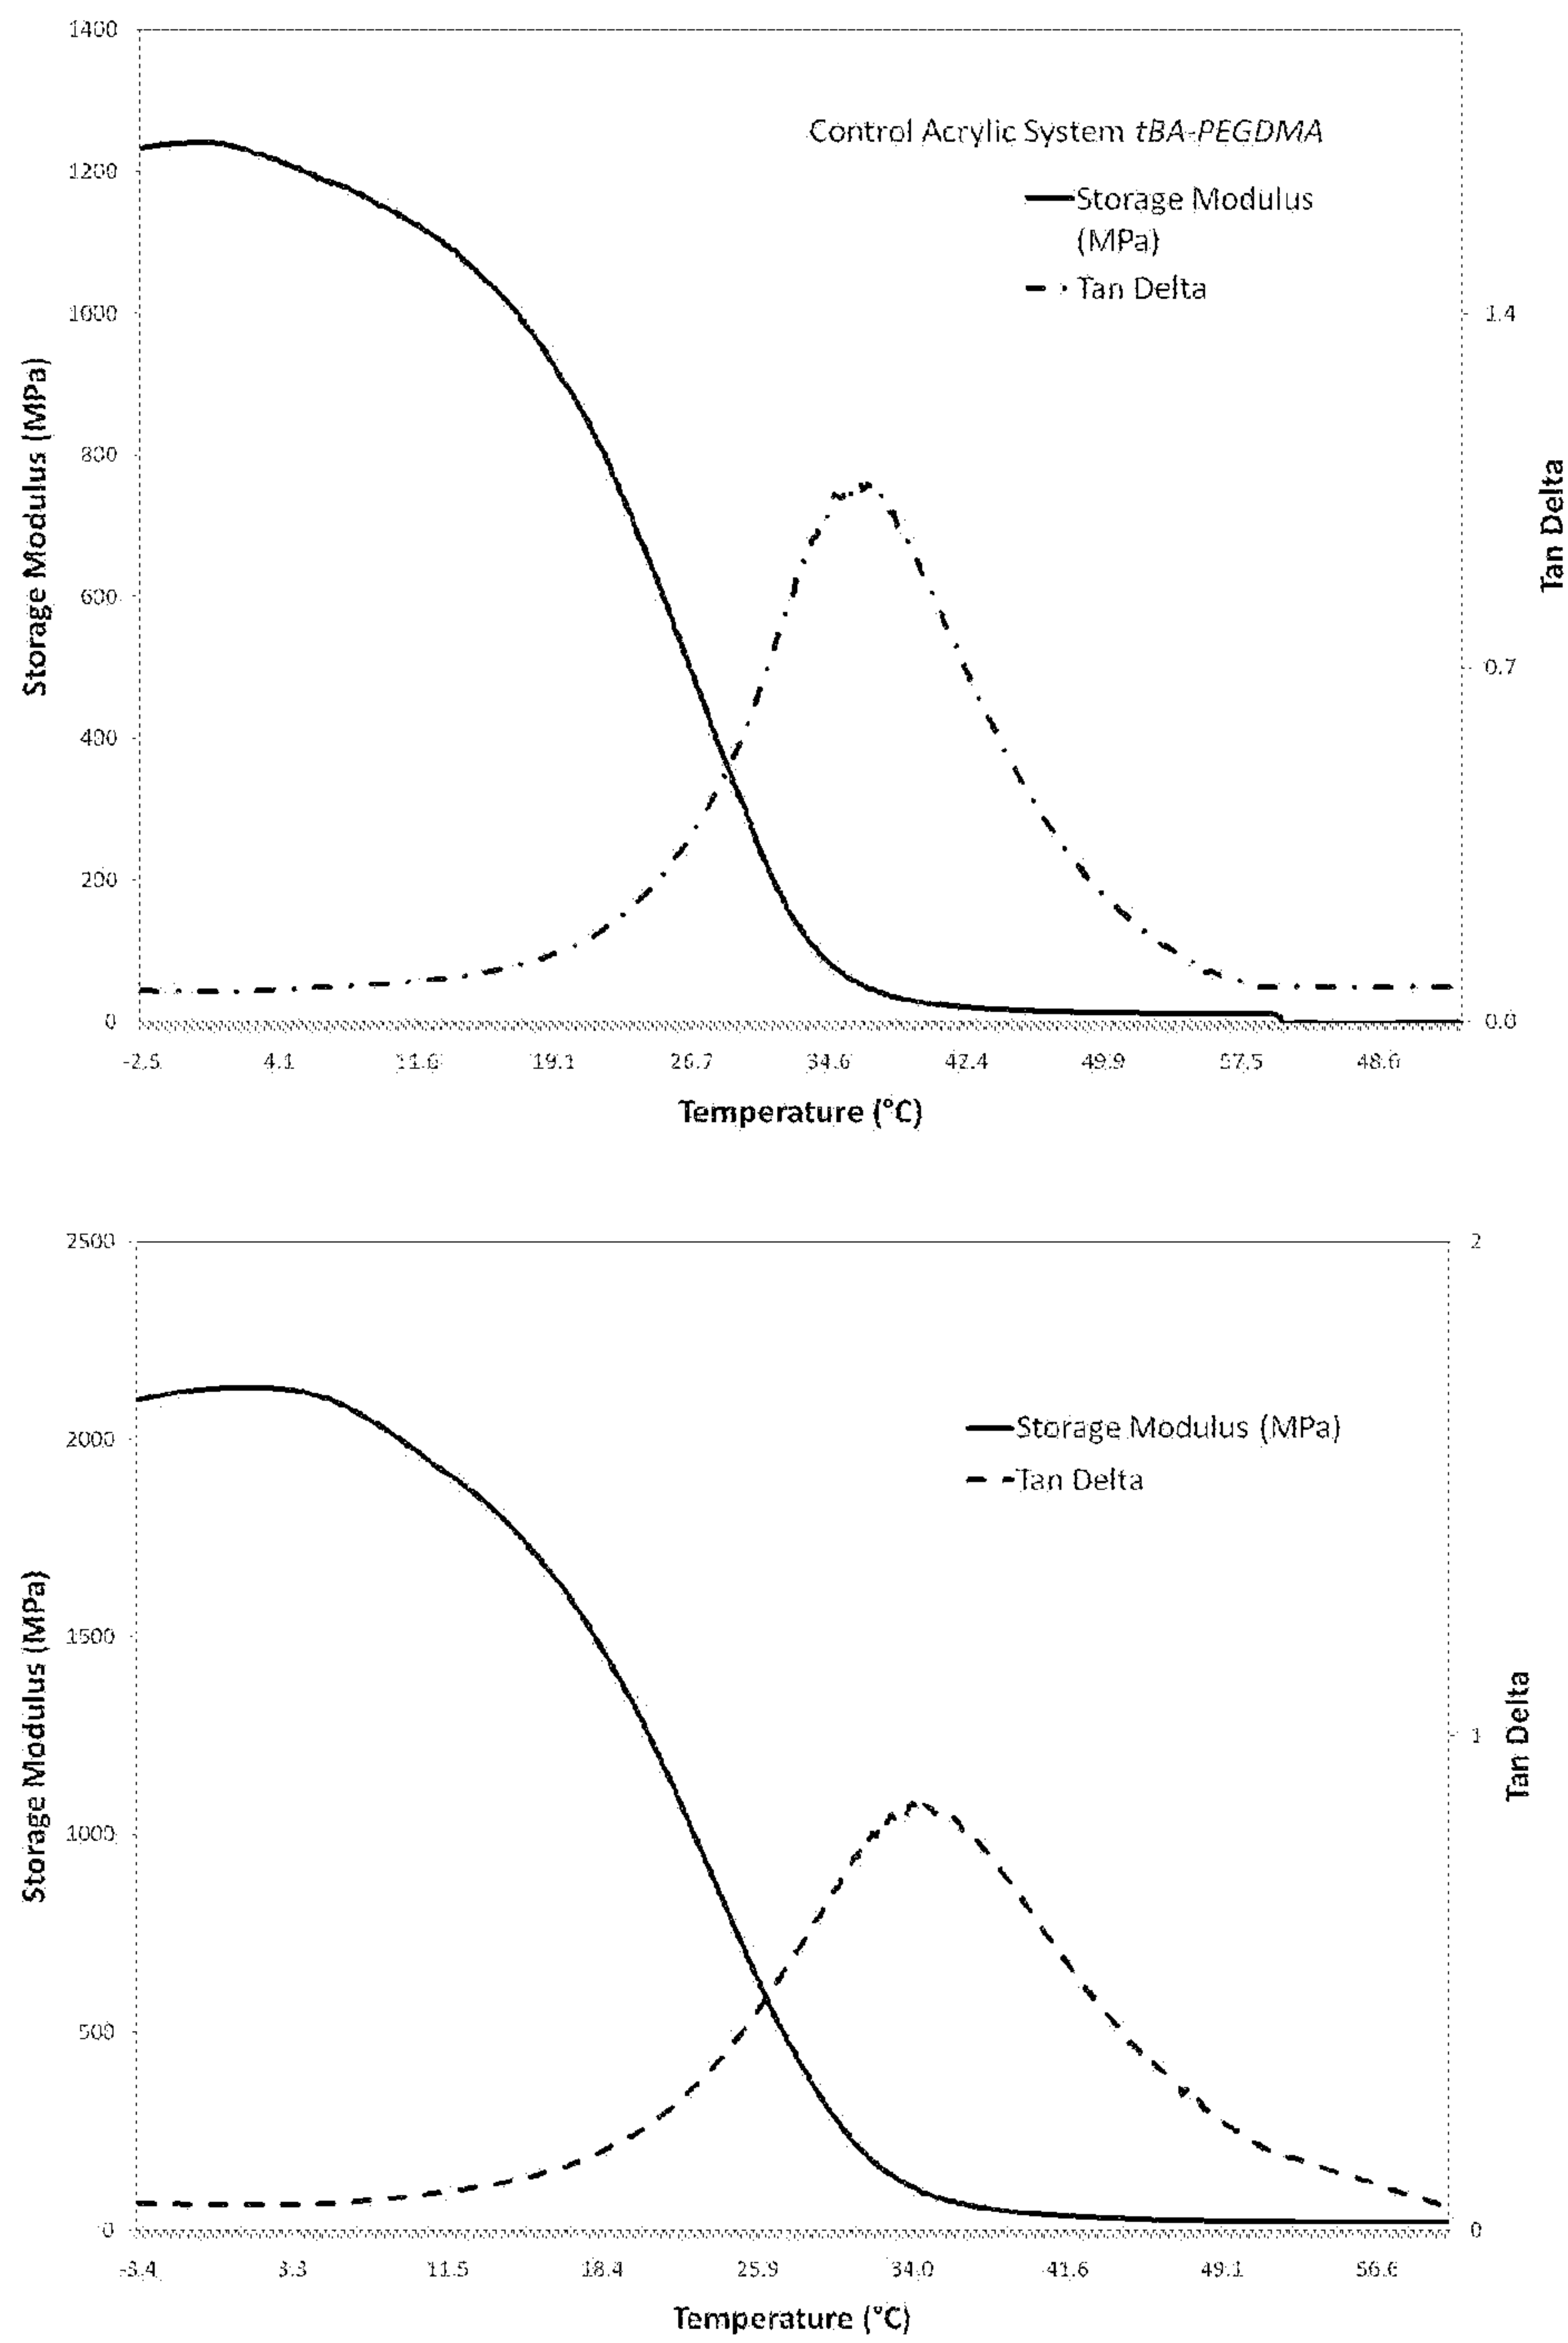 1400
Control Acrylic System tBA-PEGDMA
Storage Modulus
(MPa)
Tan Delta
1200
1000
800
600
400
200
0
1.4
0.7
0.0
Storage Modulus (MPa)
Tan Delta
-2.5 4.1 11.6 19.1 26.7 34.6 42.4 49.9 57.5 48.6
Temperature (°C)
2500
2000
1500
1000
500
0
2
1
0
Storage Modulus (MPa)
Tan Delta
Storage Modulus (MPa)
Tan Delta
-3.4 3.3 11.5 18.4 25.9 34.0 41.6 49.1 56.6
Temperature (°C)